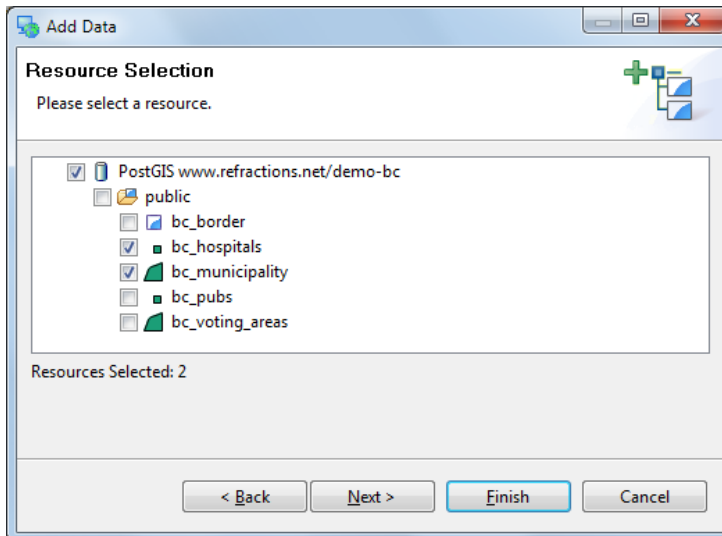 Add Data
Resource Selection
Please select a resource.
PostGIS www.refractions.net/demo-bc
public
bc_border
bc_hospitals
bc_municipality
bc_pubs
bc_voting_areas
Resources Selected: 2
< Back Next > Finish Cancel